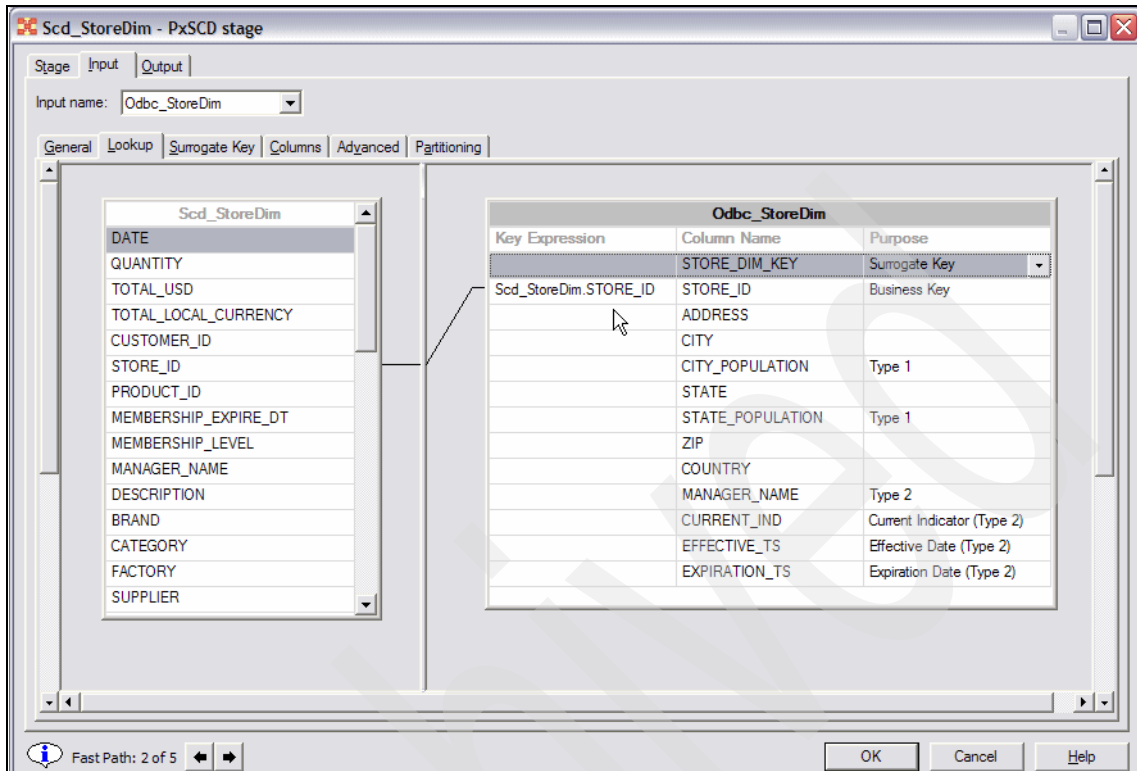 Scd_StoreDim - PxSCD stage
Stage Input Output
Input name: Odbc_StoreDim
General Lookup Surrogate Key Columns Advanced Partitioning
Scd_StoreDim
DATE
QUANTITY
TOTAL_USD
TOTAL_LOCAL_CURRENCY
CUSTOMER_ID
STORE_ID
PRODUCT_ID
MEMBERSHIP_EXPIRE_DT
MEMBERSHIP_LEVEL
MANAGER_NAME
DESCRIPTION
BRAND
CATEGORY
FACTORY
SUPPLIER
Odbc_StoreDim
Key Expression Column Name Purpose
STORE_DIM_KEY Surrogate Key
Scd_StoreDim.STORE_ID STORE_ID Business Key
ADDRESS
CITY
CITY_POPULATION Type 1
STATE
STATE_POPULATION Type 1
ZIP
COUNTRY
MANAGER_NAME Type 2
CURRENT_IND Current Indicator (Type 2)
EFFECTIVE_TS Effective Date (Type 2)
EXPIRATION_TS Expiration Date (Type 2)
Fast Path: 2 of 5
OK Cancel Help